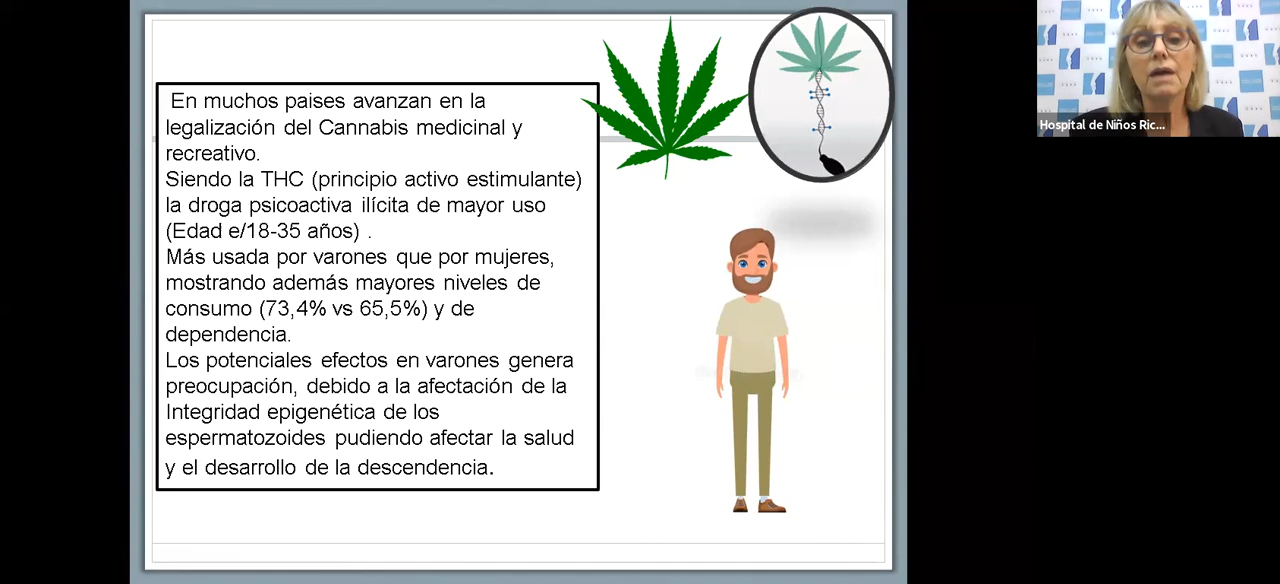 En muchos paises avanzan en la
legalización del Cannabis medicinal y
recreativo.
Siendo la THC (principio activo estimulante)
la droga psicoactiva ilícita de mayor uso
(Edad e/18-35 años) .
Más usada por varones que por mujeres,
mostrando además mayores niveles de
consumo (73,4% vs 65,5%) y de
dependencia.
Los potenciales efectos en varones genera
preocupación, debido a la afectación de la
Integridad epigenética de los
espermatozoides pudiendo afectar la salud
y el desarrollo de la descendencia.
Hospital de Niños Ric...